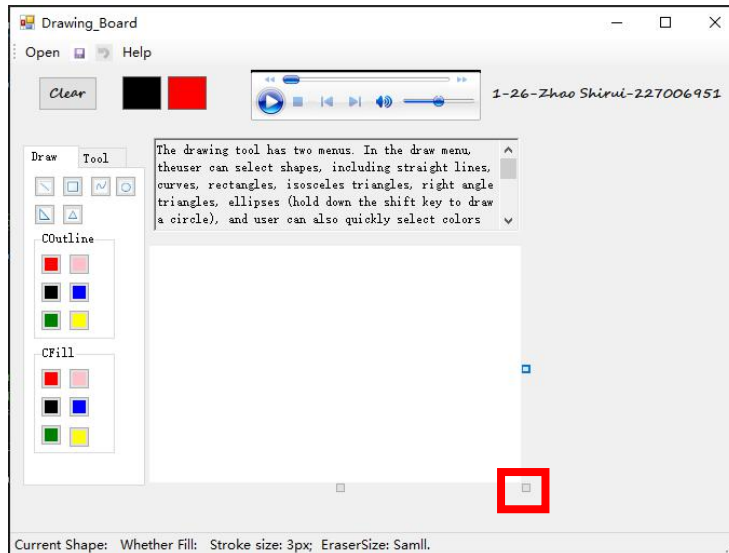 Drawing_Board
Open Help
Clear
1-26-Zhao Shirui-227006951
Draw Tool
The drawing tool has two menus. In the draw menu,
theuser can select shapes, including straight lines,
curves, rectangles, isosceles triangles, right angle
triangles, ellipses (hold down the shift key to draw
a circle), and user can also quickly select colors
COutline
CFill
Current Shape: Whether Fill: Stroke size: 3px; EraserSize: Samll.